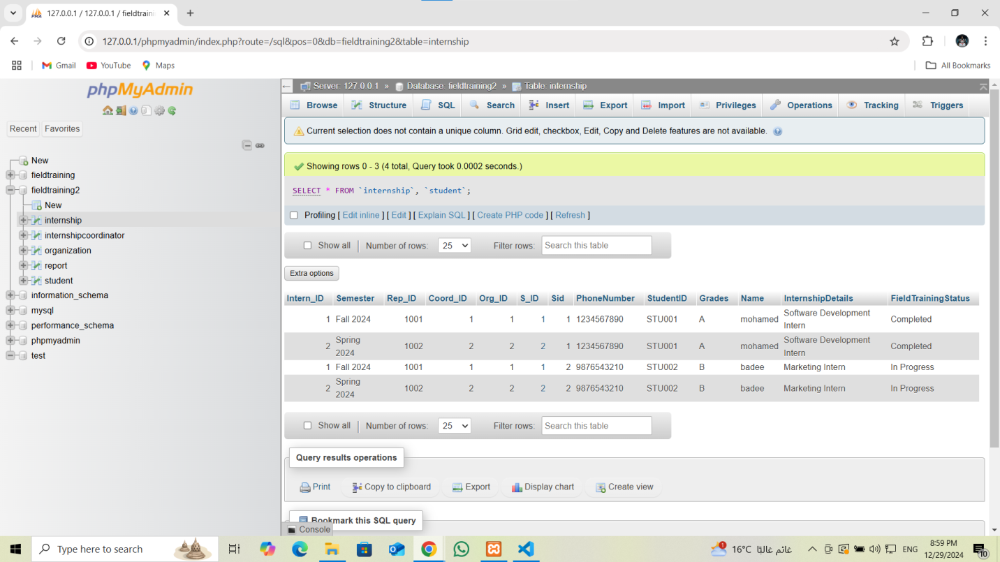 127.0.0.1 / 127.0.0.1 / fieldtraini
127.0.0.1/phpmyadmin/index.php?route=/sql&pos=0&db=fieldtraining2&table=internship
Gmail YouTube Maps All Bookmarks
phpMyAdmin
Recent Favorites
New
fieldtraining
fieldtraining2
New
internship
internshipcoordinator
organization
report
student
information_schema
mysql
performance_schema
phpmyadmin
test
Server: 127.0.0.1 » Database: fieldtraining2 » Table: internship
Browse Structure SQL Search Insert Export Import Privileges Operations Tracking Triggers
Current selection does not contain a unique column. Grid edit, checkbox, Edit, Copy and Delete features are not available.
Showing rows 0 - 3 (4 total, Query took 0.0002 seconds.)
SELECT * FROM `internship`, `student`;
Profiling [ Edit inline ] [ Edit ] [ Explain SQL ] [ Create PHP code ] [ Refresh ]
Show all | Number of rows: 25 Filter rows: Search this table
Extra options
Intern_ID Semester Rep_ID Coord_ID Org_ID S_ID Sid PhoneNumber StudentID Grades Name InternshipDetails FieldTrainingStatus
1 Fall 2024 1001 1 1 1 1 1234567890 STU001 A mohamed Software Development Intern Completed
2 Spring 2024 1002 2 2 2 1 1234567890 STU001 A mohamed Software Development Intern Completed
1 Fall 2024 1001 1 1 1 2 9876543210 STU002 B badee Marketing Intern In Progress
2 Spring 2024 1002 2 2 2 2 9876543210 STU002 B badee Marketing Intern In Progress
Show all | Number of rows: 25 Filter rows: Search this table
Query results operations
Print Copy to clipboard Export Display chart Create view
Bookmark this SQL query
Console
Type here to search
1
16°C غائم غالبًا
ENG
8:59 PM
12/29/2024
10